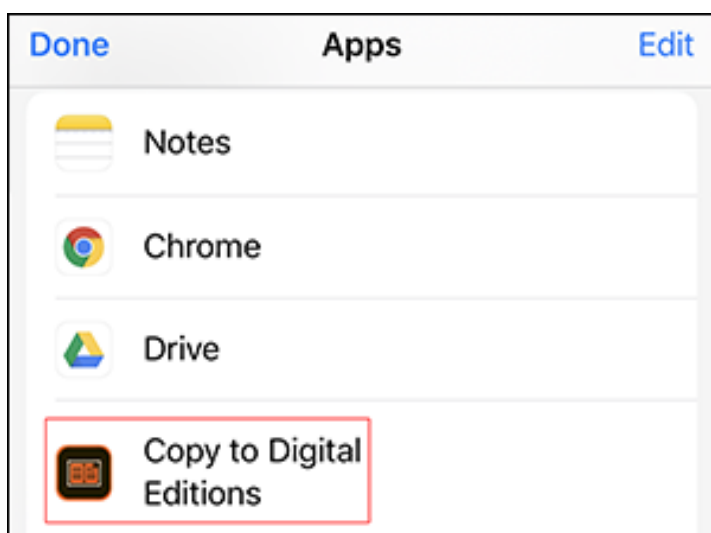 Done Apps Edit
Notes
Chrome
Drive
Copy to Digital
Editions